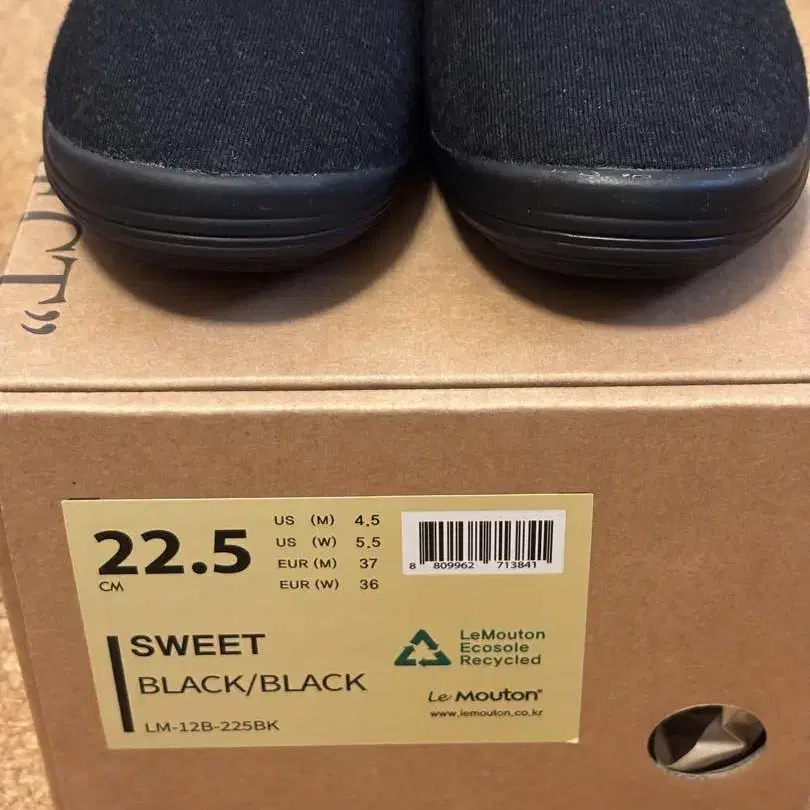 22.5
CM
US (M) 4.5
US (W) 5.5
EUR (M) 37
EUR (W) 36
8 809962 713841
SWEET
BLACK/BLACK
LM-12B-225BK
LeMouton
Ecosole
Recycled
Le Mouton®
www.lemouton.co.kr